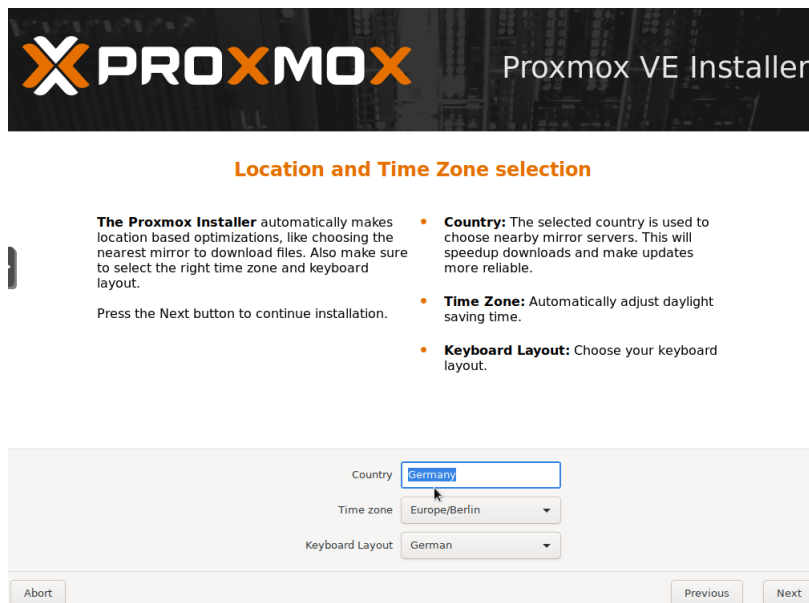 PROXMOX
Proxmox VE Installer
Location and Time Zone selection
The Proxmox Installer automatically makes
location based optimizations, like choosing the
nearest mirror to download files. Also make sure
to select the right time zone and keyboard
layout.
Press the Next button to continue installation.
Country: The selected country is used to
choose nearby mirror servers. This will
speedup downloads and make updates
more reliable.
Time Zone: Automatically adjust daylight
saving time.
Keyboard Layout: Choose your keyboard
layout.
Country Germany
Time zone Europe/Berlin
Keyboard Layout German
Abort Previous Next